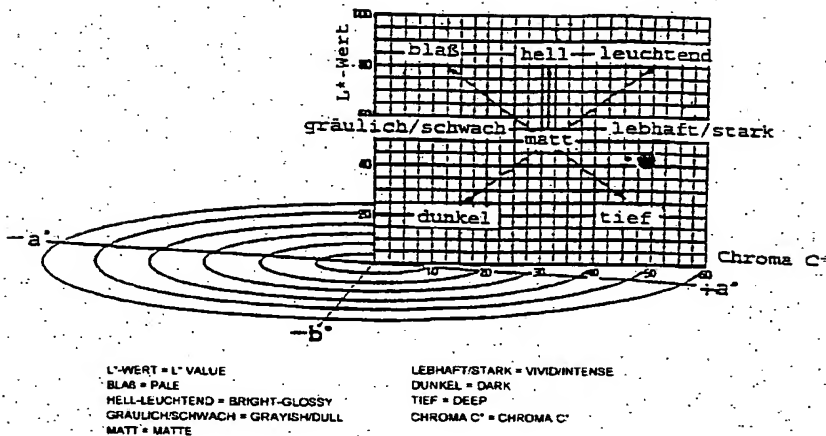 L*-Wert
100
blaß
hell
leuchtend
80
gräulich/schwach
matt
lebhaft/stark
40
dunkel
tief
20
-a*
10 20 30 40 50 60
Chroma C*
+a*
-b*
L*-WERT = L* VALUE
BLAß = PALE
HELL-LEUCHTEND = BRIGHT-GLOSSY
GRÄULICH/SCHWACH = GRAYISH/DULL
MATT = MATTE
LEBHAFT/STARK = VIVID/INTENSE
DUNKEL = DARK
TIEF = DEEP
CHROMA C* = CHROMA C*